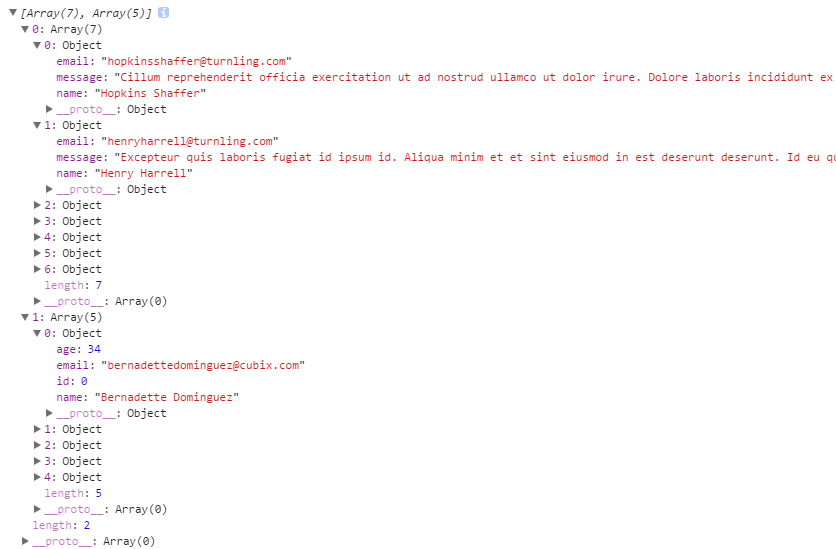 [Array(7), Array(5)] i
0: Array(7)
0: Object
email: "hopkinsshaffer@turnling.com"
message: "Cillum reprehenderit officia exercitation ut ad nostrud ullamco ut dolor irure. Dolore laboris incididunt ex
name: "Hopkins Shaffer"
__proto__: Object
1: Object
email: "henryharrell@turnling.com"
message: "Excepteur quis laboris fugiat id ipsum id. Aliqua minim et et sint eiusmod in est deserunt deserunt. Id eu qu
name: "Henry Harrell"
__proto__: Object
2: Object
3: Object
4: Object
5: Object
6: Object
length: 7
__proto__: Array(0)
1: Array(5)
0: Object
age: 34
email: "bernadettedominguez@cubix.com"
id: 0
name: "Bernadette Dominguez"
__proto__: Object
1: Object
2: Object
3: Object
4: Object
length: 5
__proto__: Array(0)
length: 2
__proto__: Array(0)